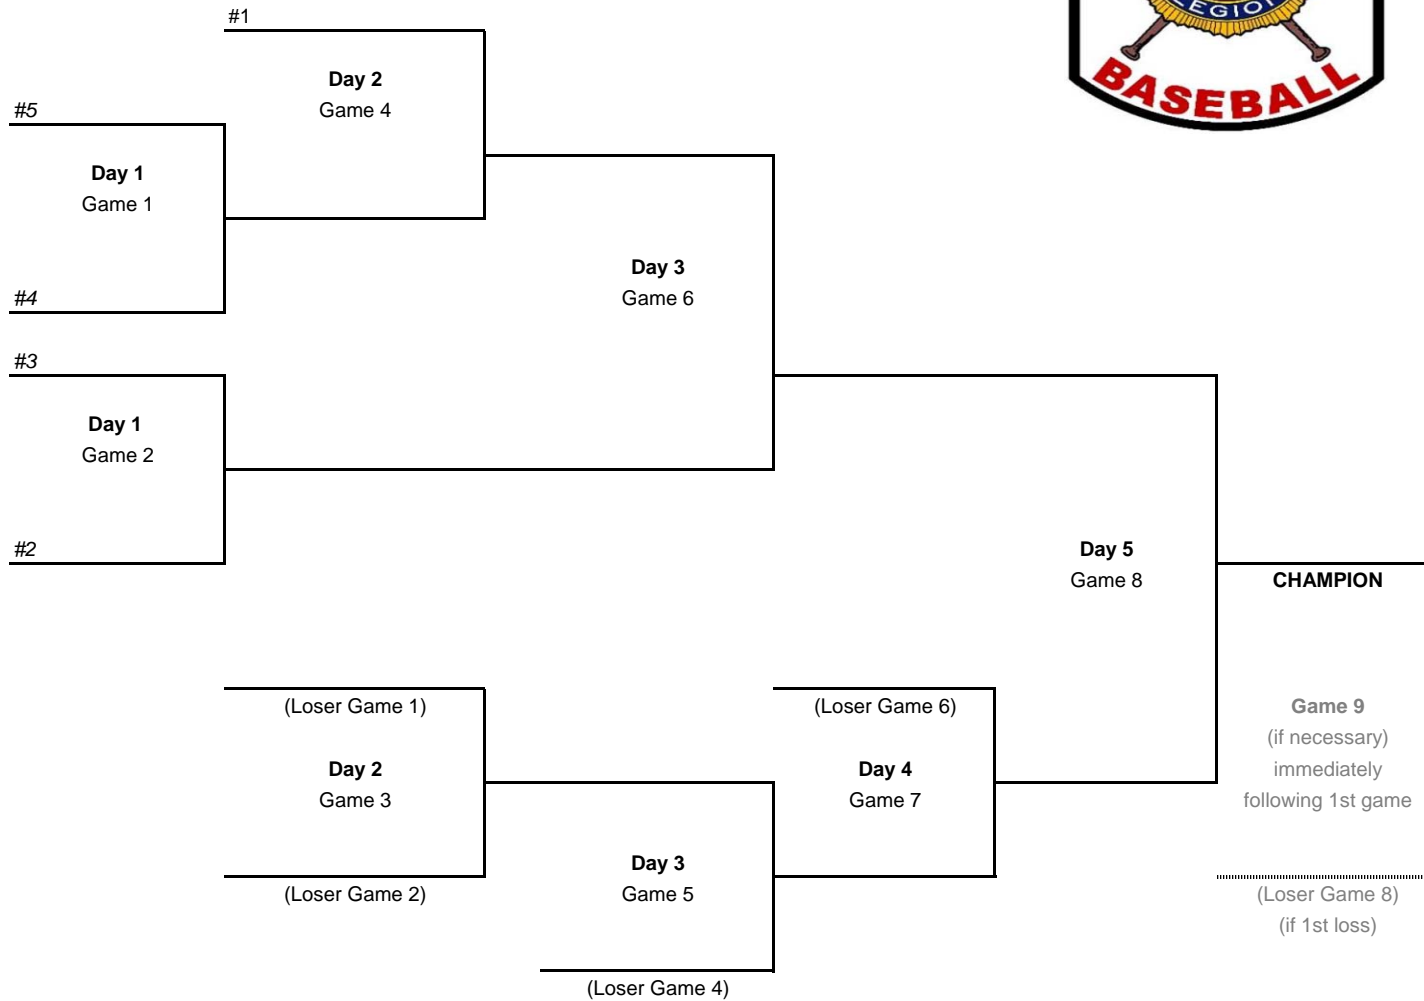 #1
LEGION
BASEBALL
Day 2
Game 4
#5
Day 1
Game 1
#4
Day 3
Game 6
#3
Day 1
Game 2
#2
Day 5
Game 8
CHAMPION
(Loser Game 1)
Day 2
Game 3
(Loser Game 2)
(Loser Game 6)
Day 4
Game 7
Game 9
(if necessary)
immediately
following 1st game
Day 3
Game 5
(Loser Game 4)
(Loser Game 8)
(if 1st loss)